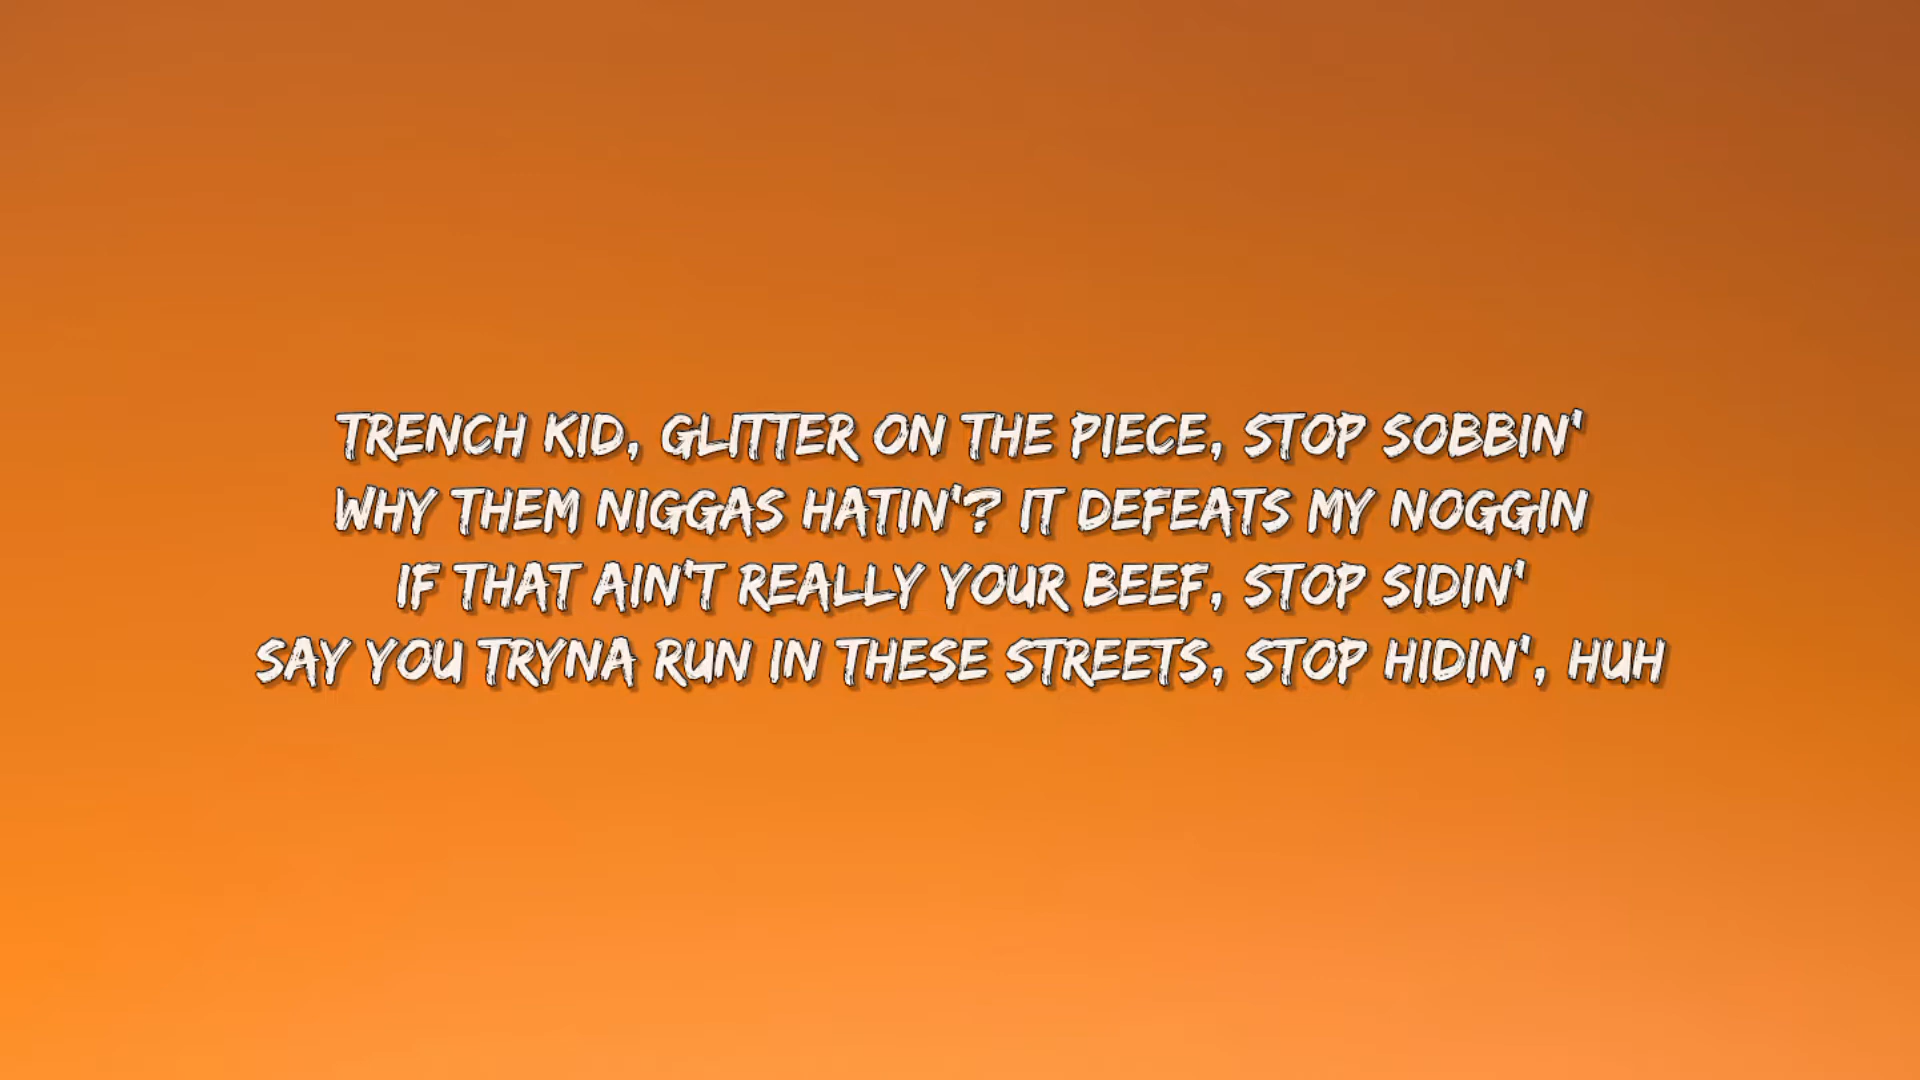 TRENCH KID, GLITTER ON THE PIECE, STOP SOBBIN'
WHY THEM NIGGAS HATIN'? IT DEFEATS MY NOGGIN
IF THAT AIN'T REALLY YOUR BEEF, STOP SIDIN'
SAY YOU TRYNA RUN IN THESE STREETS, STOP HIDIN', HUH